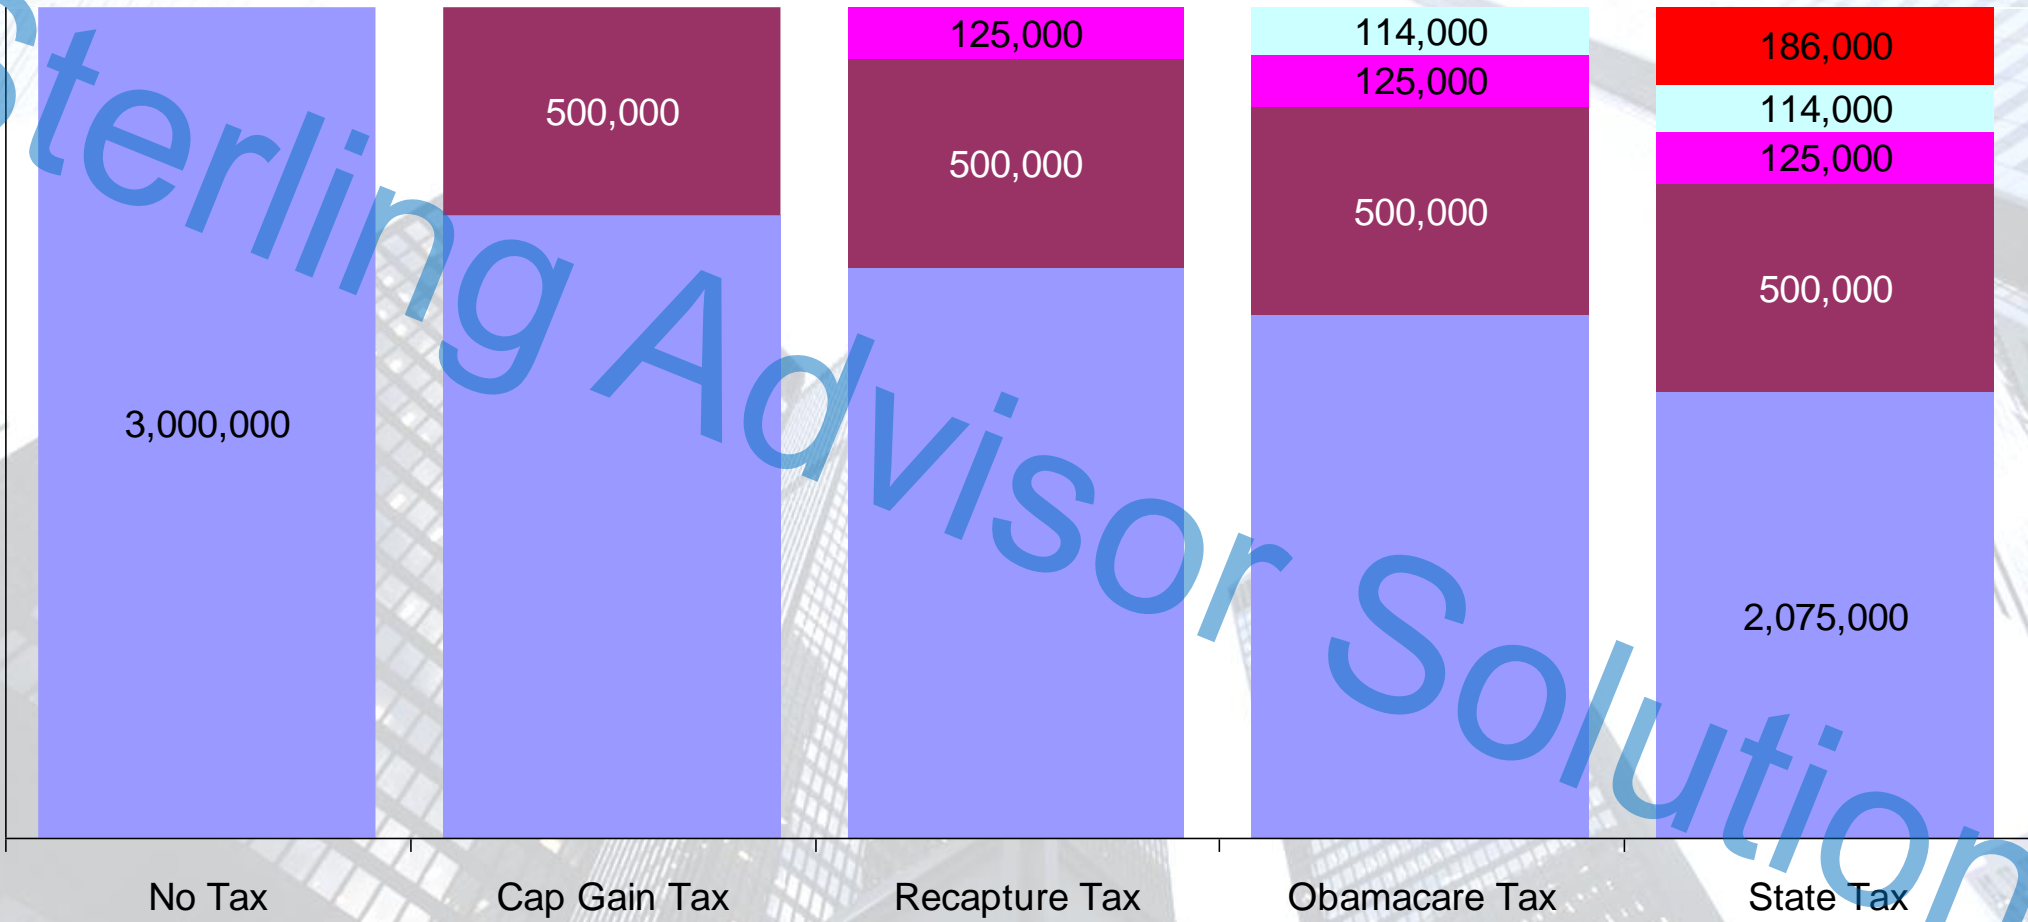 3,000,000
500,000
125,000
500,000
114,000
125,000
500,000
186,000
114,000
125,000
500,000
2,075,000
No Tax
Cap Gain Tax
Recapture Tax
Obamacare Tax
State Tax
Sterling Advisor Solution